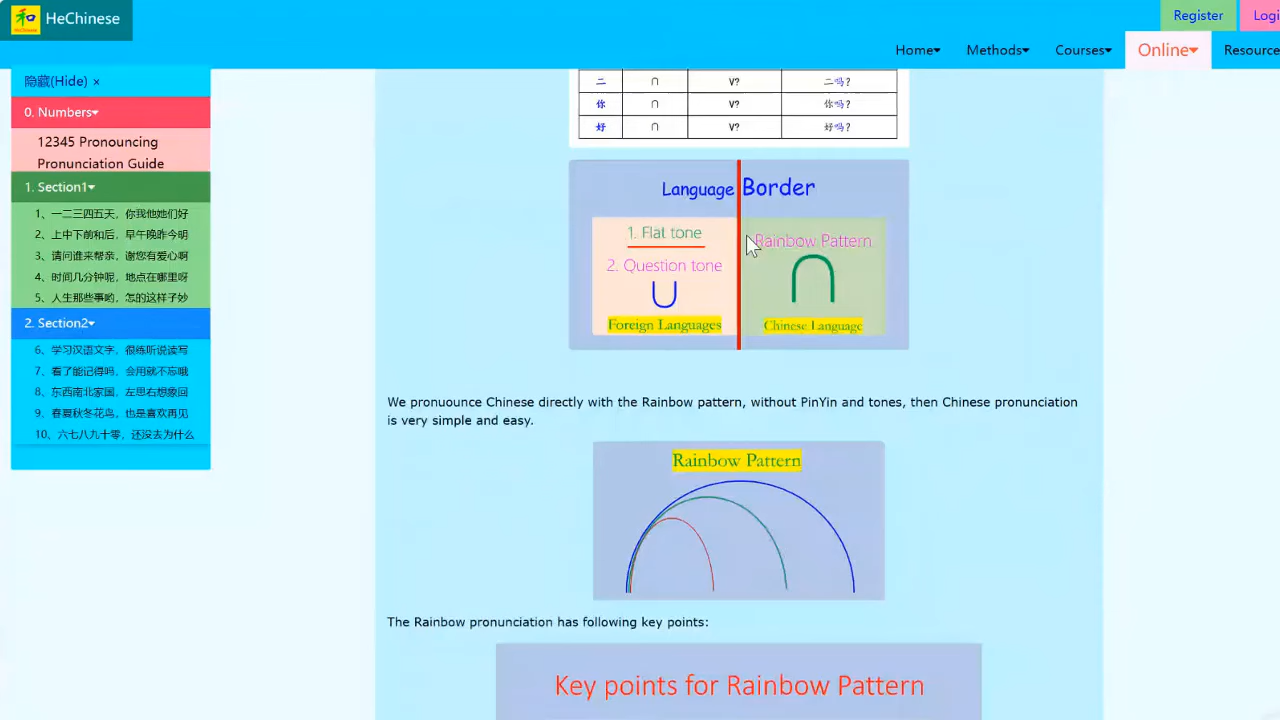 HeChinese
Register
Logi
Home▾
Methods▾
Courses▾
Online▾
Resource
隐藏(Hide) ×
0. Numbers▾
12345 Pronouncing
Pronunciation Guide
1. Section1▾
1、一二三四五天，你我他她们好
2、上中下前和后，早午晚昨今明
3、请问谁来帮亲，谢您有爱心啊
4、时间几分钟呢，地点在哪里呀
5、人生那些事哟，怎的这样子妙
2. Section2▾
6、学习汉语文字，很练听说读写
7、看了能记得吗，会用就不忘哦
8、东西南北家国，左思右想象回
9、春夏秋冬花鸟，也是喜欢再见
10、六七八九十零，还没去为什么
二 ∩ V? 二吗?
你 ∩ V? 你吗?
好 ∩ V? 好吗?
Language Border
1. Flat tone
2. Question tone
Foreign Languages
Rainbow Pattern
Chinese Language
We pronuounce Chinese directly with the Rainbow pattern, without PinYin and tones, then Chinese pronunciation
is very simple and easy.
Rainbow Pattern
The Rainbow pronunciation has following key points:
Key points for Rainbow Pattern